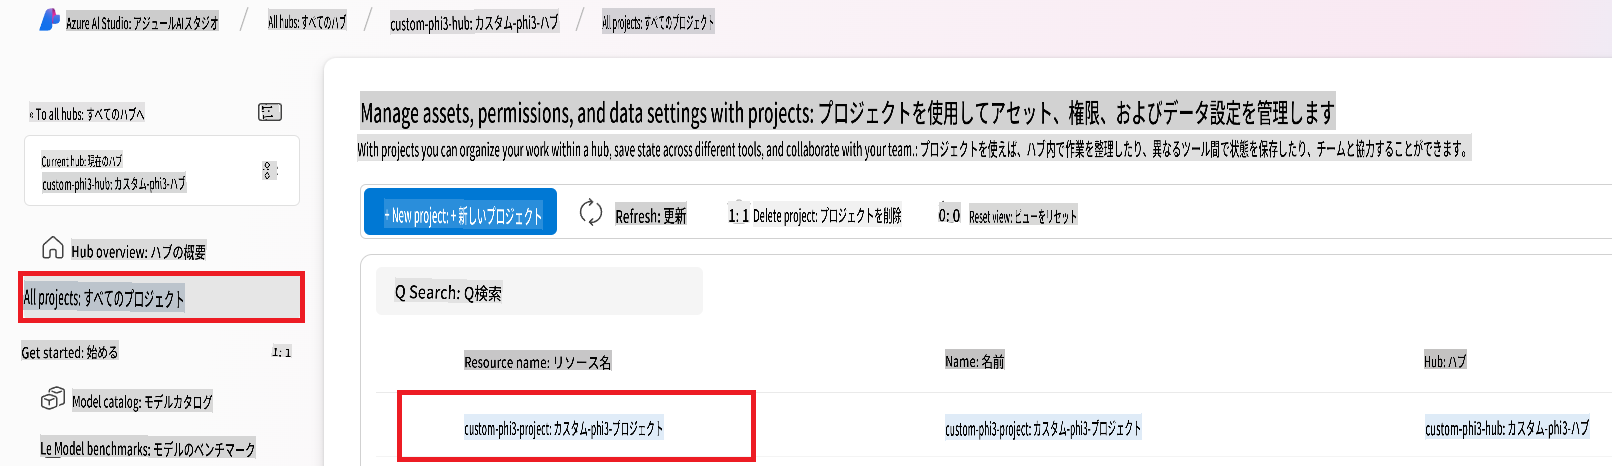 Azure AI Studio: アジュールAIスタジオ / All hubs: すべてのハブ / custom-phi3-hub: カスタム-phi3-ハブ / All projects: すべてのプロジェクト
« To all hubs: すべてのハブへ
Current hub: 現在のハブ
custom-phi3-hub: カスタム-phi3-ハブ
Hub overview: ハブの概要
All projects: すべてのプロジェクト
Get started: 始める 1: 1
Model catalog: モデルカタログ
Le Model benchmarks: モデルのベンチマーク
Manage assets, permissions, and data settings with projects: プロジェクトを使用してアセット、権限、およびデータ設定を管理します
With projects you can organize your work within a hub, save state across different tools, and collaborate with your team.: プロジェクトを使えば、ハブ内で作業を整理したり、異なるツール間で状態を保存したり、チームと協力することができます。
+ New project: + 新しいプロジェクト Refresh: 更新 1: 1 Delete project: プロジェクトを削除 0: 0 Reset view: ビューをリセット
Q Search: Q検索
Resource name: リソース名 Name: 名前 Hub: ハブ
custom-phi3-project: カスタム-phi3-プロジェクト custom-phi3-project: カスタム-phi3-プロジェクト custom-phi3-hub: カスタム-phi3-ハブ